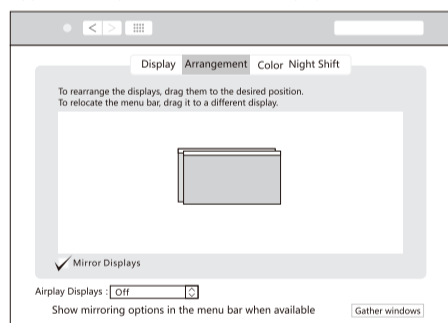 Display Arrangement Color Night Shift
To rearrange the displays, drag them to the desired position.
To relocate the menu bar, drag it to a different display.
Mirror Displays
Airplay Displays : Off
Show mirroring options in the menu bar when available
Gather windows